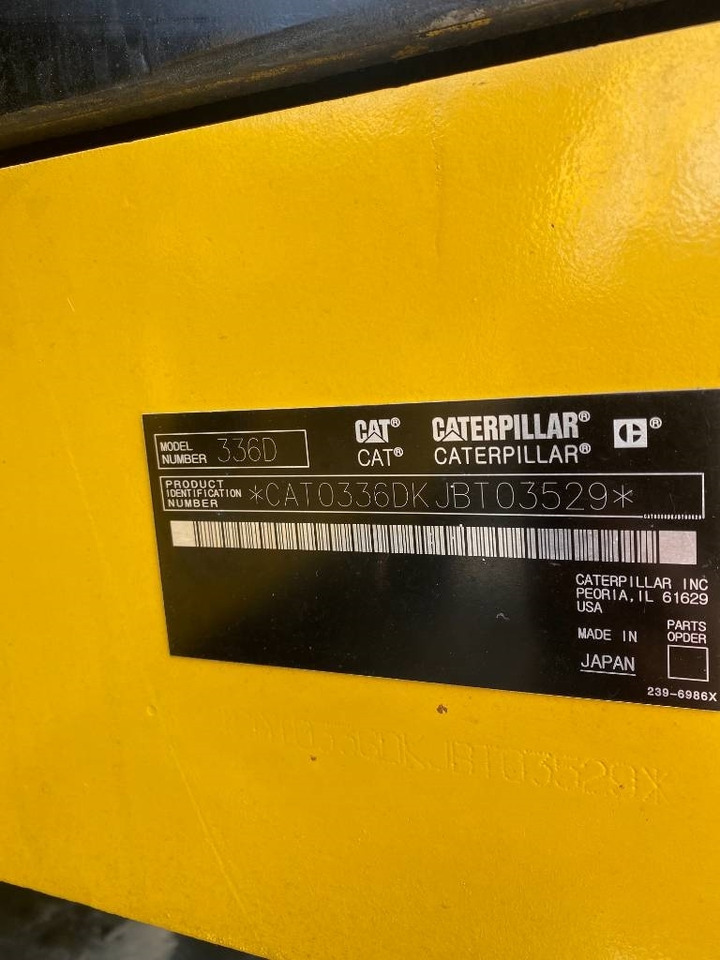 MODEL NUMBER 336D
CAT® CATERPILLAR® ®
CAT® CATERPILLAR®
PRODUCT IDENTIFICATION NUMBER *CAT0336DKJBT03529*
CATERPILLAR INC
PEORIA, IL 61629
USA
MADE IN
JAPAN
PARTS
ORDER
239-6986X
AT0336DKJBT03529*